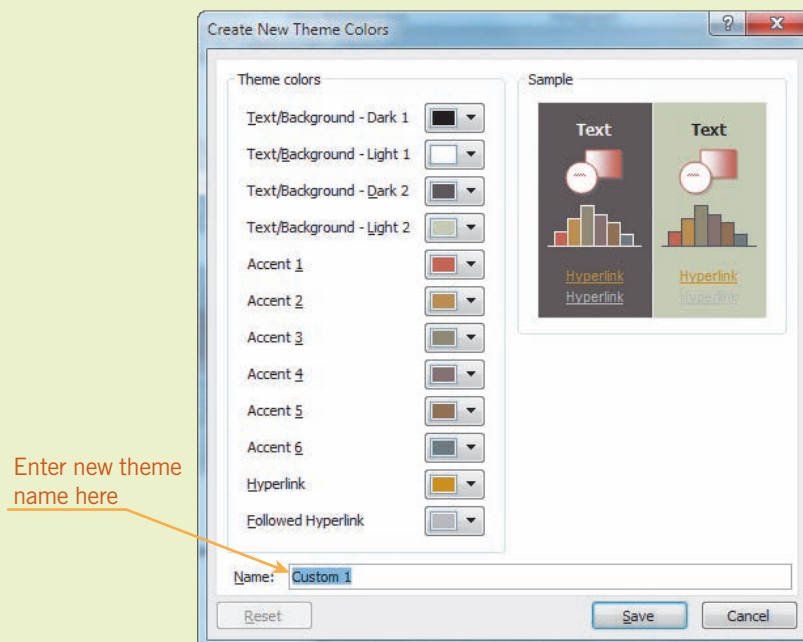 Create New Theme Colors
Theme colors
Text/Background - Dark 1
Text/Background - Light 1
Text/Background - Dark 2
Text/Background - Light 2
Accent 1
Accent 2
Accent 3
Accent 4
Accent 5
Accent 6
Hyperlink
Followed Hyperlink
Sample
Text Text
Hyperlink Hyperlink
Hyperlink Hyperlink
Enter new theme
name here
Name: Custom 1
Reset Save Cancel